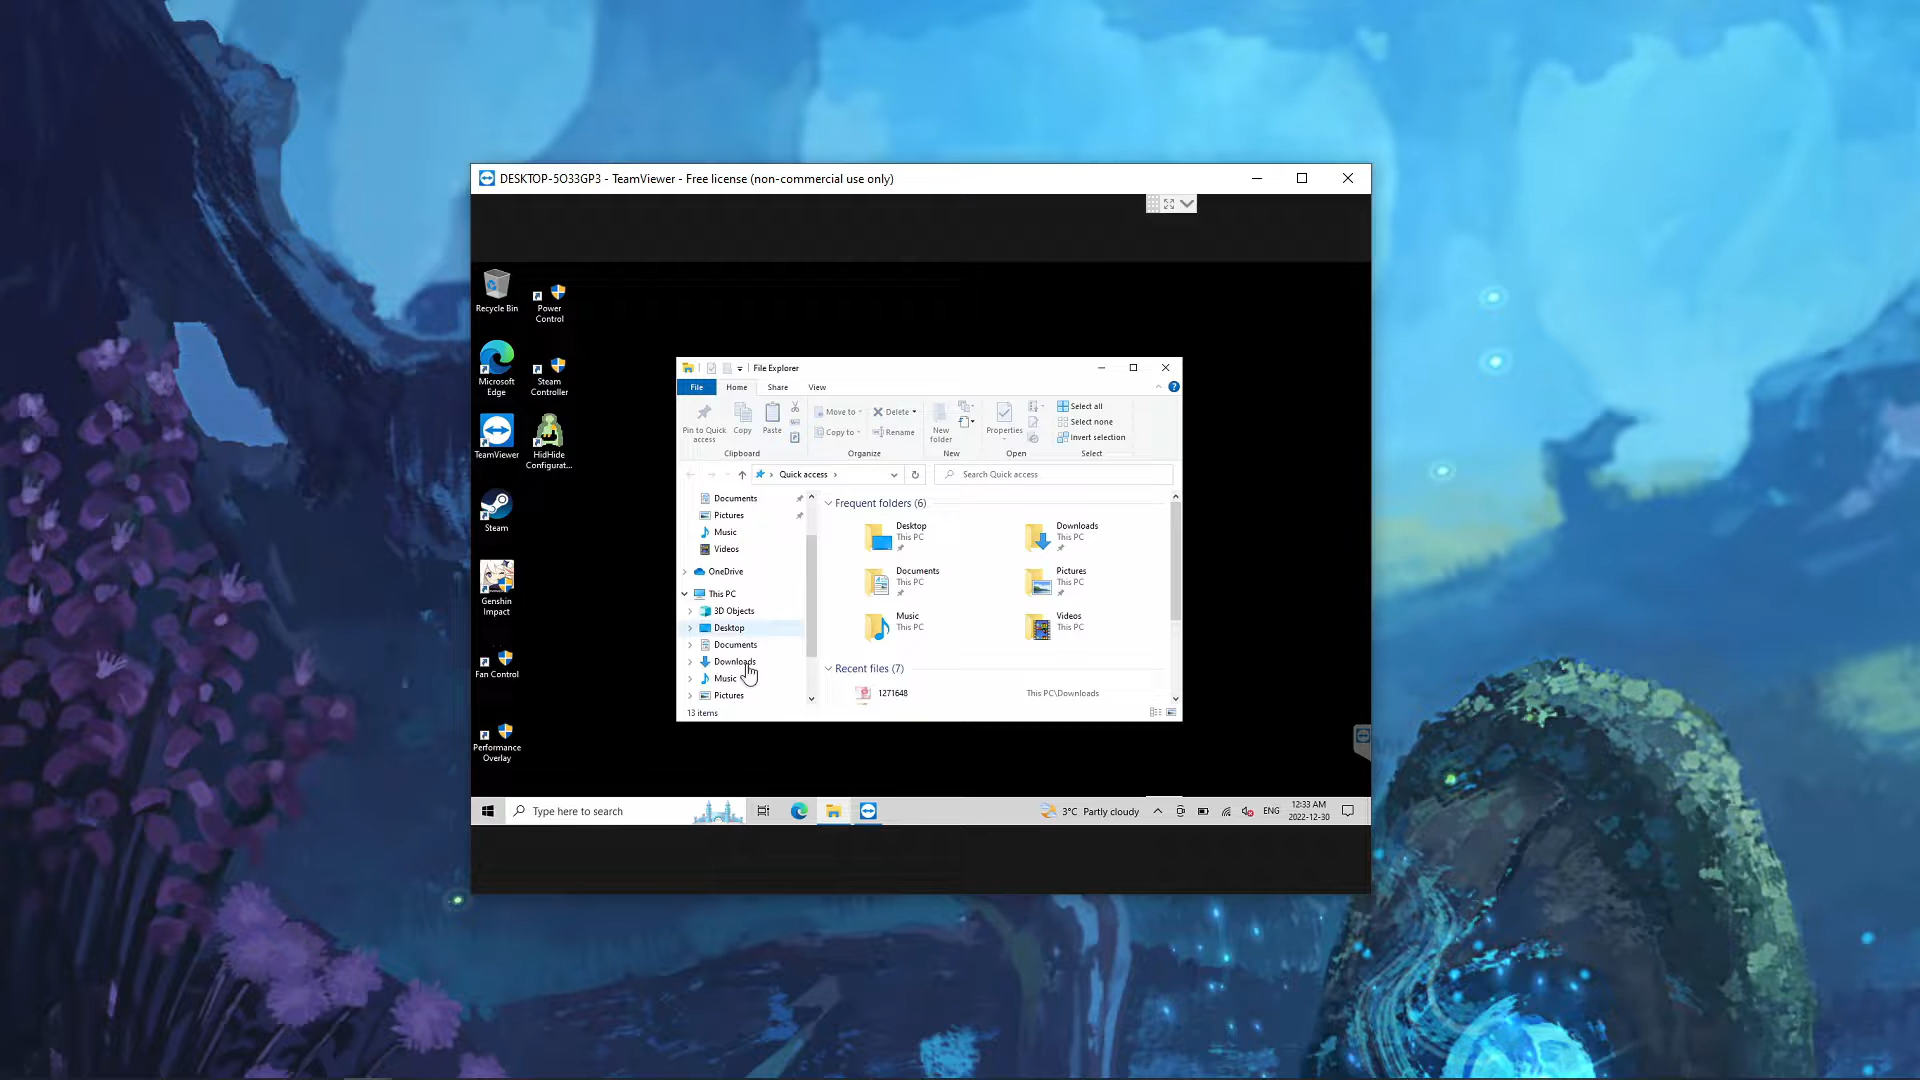 DESKTOP-5O33GP3 - TeamViewer - Free license (non-commercial use only)
Recycle Bin
Power
Control
Microsoft
Edge
Steam
Controller
TeamViewer
HidHide
Configurat...
Steam
Genshin
Impact
Fan Control
Performance
Overlay
File Explorer
File
Home
Share
View
Pin to Quick
access
Copy
Paste
Move to
Copy to
Delete
Rename
New
folder
Properties
Select all
Select none
Invert selection
Clipboard
Organize
New
Open
Select
Quick access
Search Quick access
Documents
Pictures
Music
Videos
OneDrive
This PC
3D Objects
Desktop
Documents
Downloads
Music
Pictures
Frequent folders (6)
Desktop
This PC
Downloads
This PC
Documents
This PC
Pictures
This PC
Music
This PC
Videos
This PC
Recent files (7)
1271648
This PC\Downloads
13 items
Type here to search
3°C Partly cloudy
ENG
12:33 AM
2022-12-30